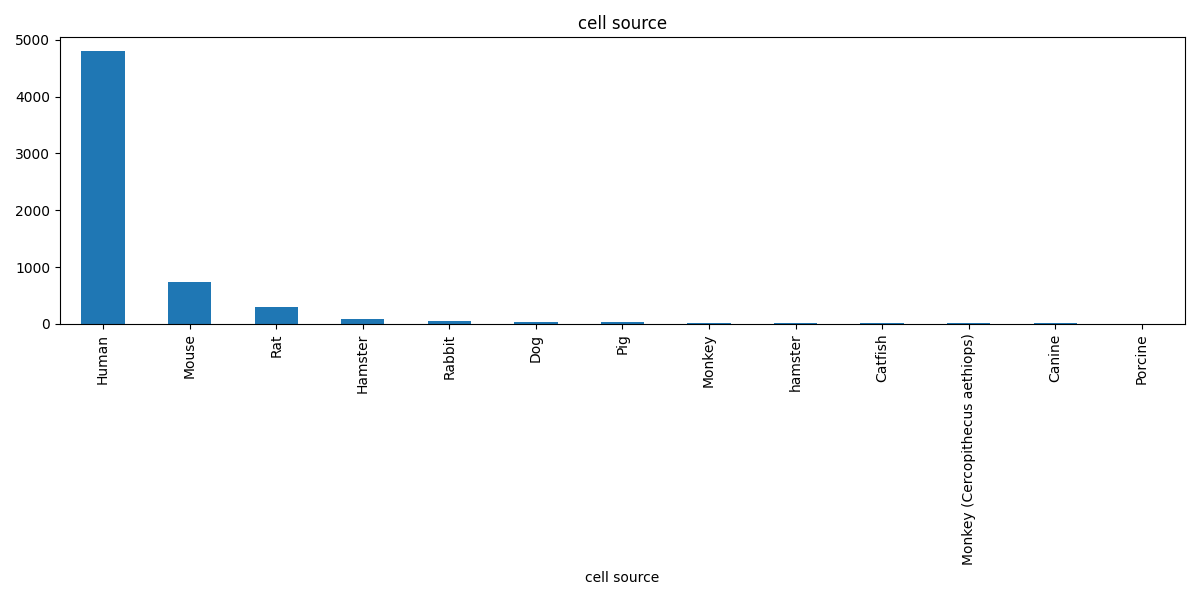 cell source
5000
4000
3000
2000
1000
0
Human
Mouse
Rat
Hamster
Rabbit
Dog
Pig
Monkey
hamster
Catfish
Monkey (Cercopithecus aethiops)
Canine
Porcine
cell source